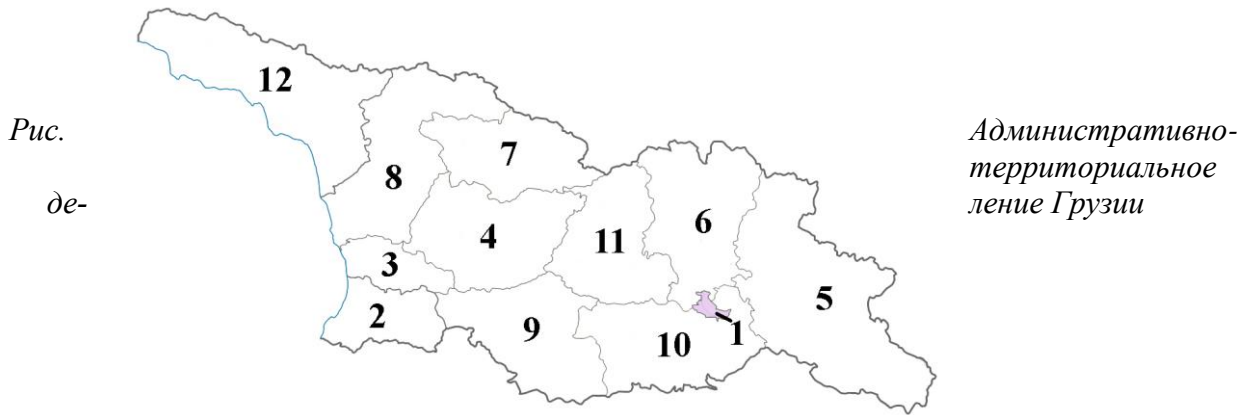 12
Рис.
Административно-
7
территориальное
8
де-
ление Грузии
6
4
11
3
5
2
9
1
10